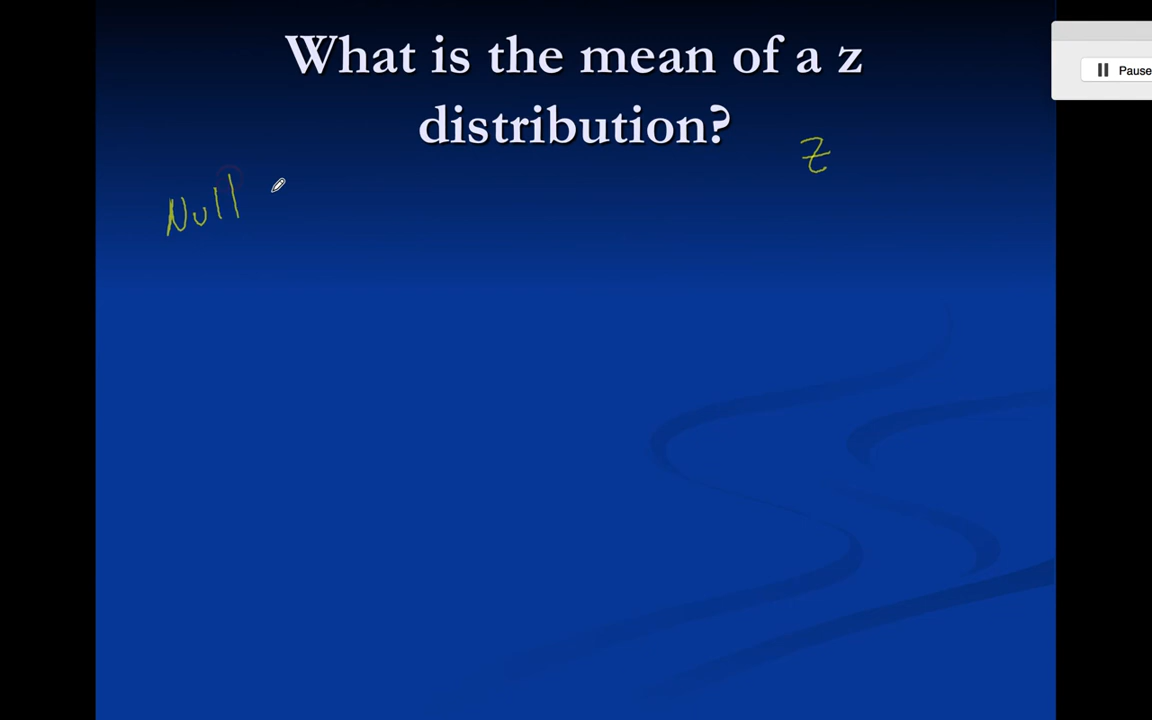 What is the mean of a z
distribution?
z
Null
Pause